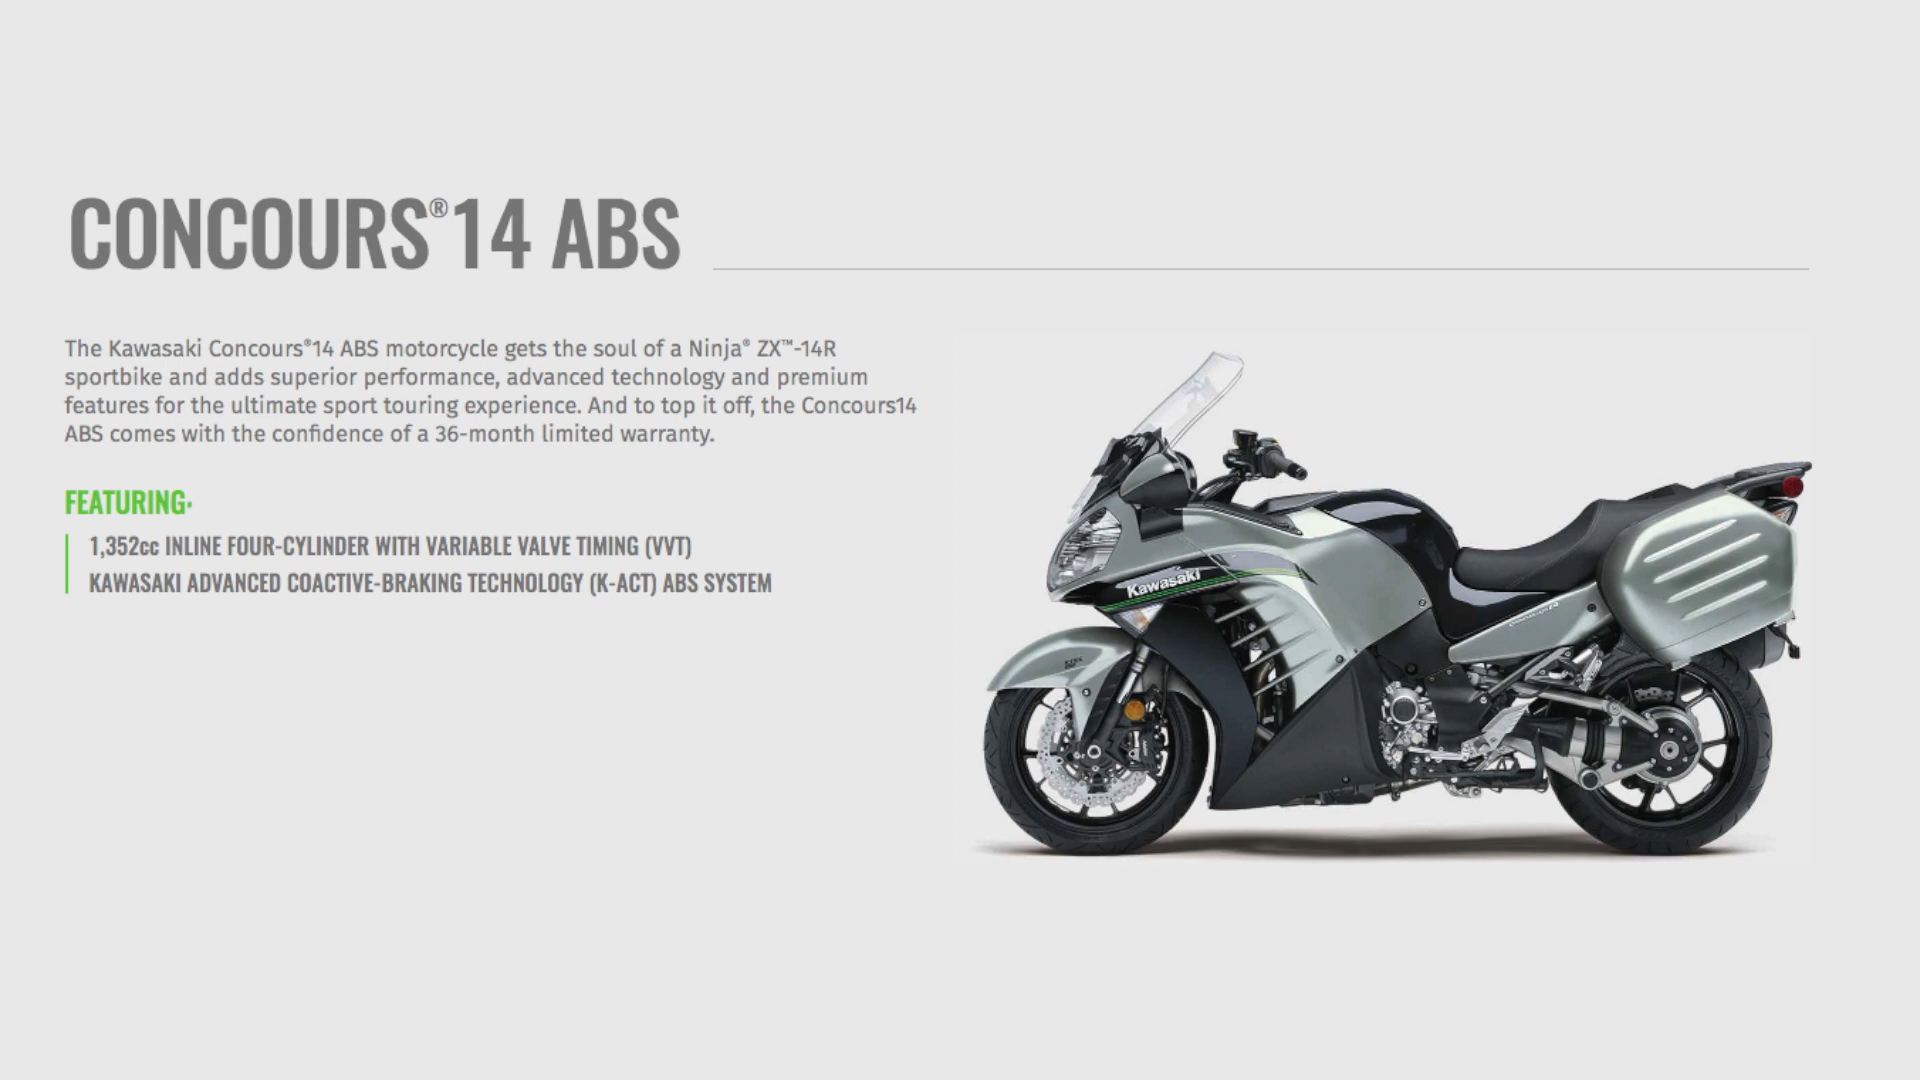 CONCOURS®14 ABS
The Kawasaki Concours®14 ABS motorcycle gets the soul of a Ninja® ZX™-14R
sportbike and adds superior performance, advanced technology and premium
features for the ultimate sport touring experience. And to top it off, the Concours14
ABS comes with the confidence of a 36-month limited warranty.
FEATURING:
1,352cc INLINE FOUR-CYLINDER WITH VARIABLE VALVE TIMING (VVT)
KAWASAKI ADVANCED COACTIVE-BRAKING TECHNOLOGY (K-ACT) ABS SYSTEM
Kawasaki